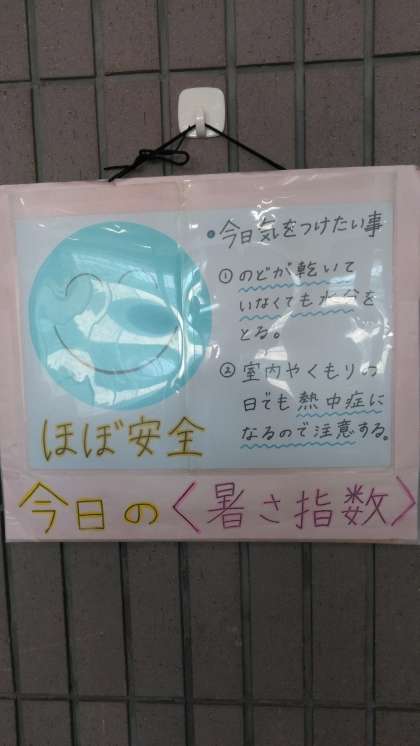 •今日気をつけたい事
①のどが乾いて
いなくても水分を
とる。
②室内やくもりの
日でも熱中症に
なるので注意する。
ほぼ安全
今日の〈暑さ指数〉